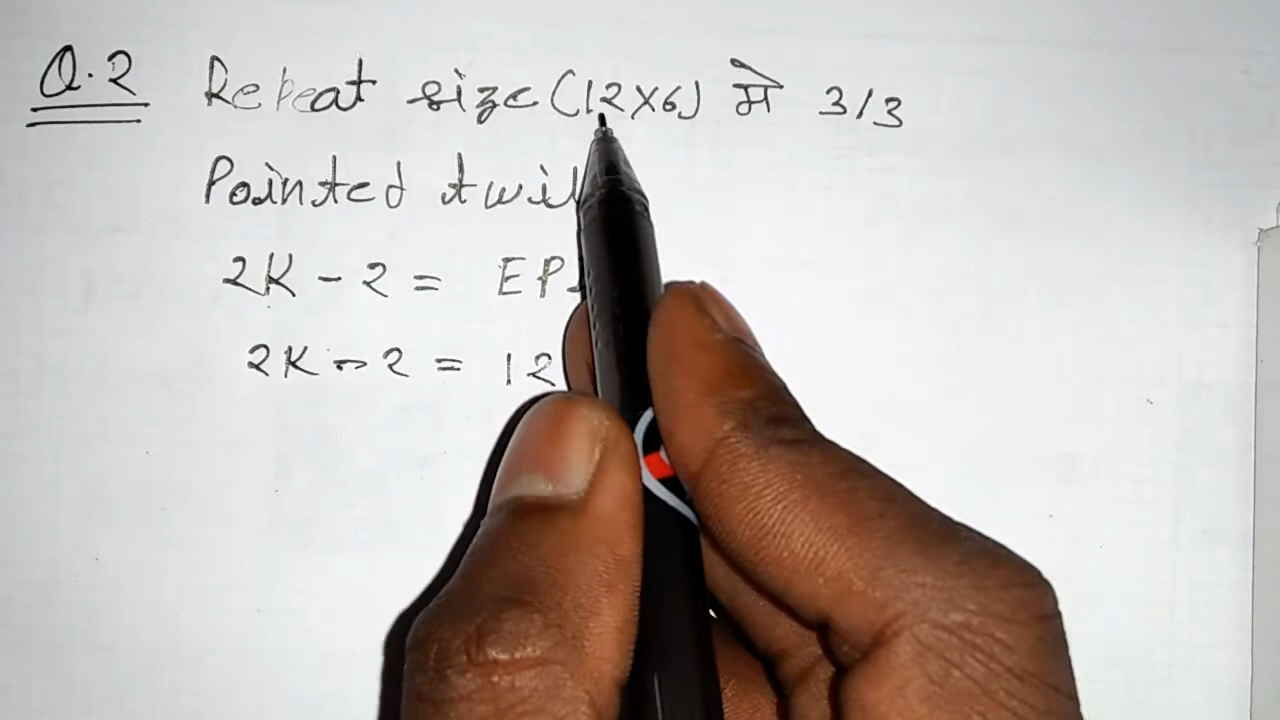 Q.2 Repeat size (12X6) मे 3/3
Pointed twil
2K - 2 = EP
2K - 2 = 12